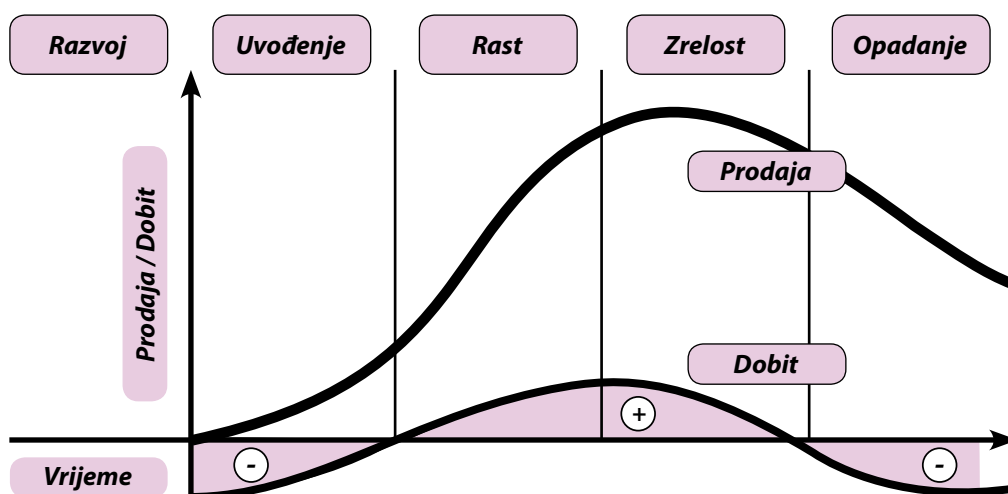 Razvoj
Uvođenje
Rast
Zrelost
Opadanje
Prodaja / Dobit
Prodaja
Dobit
+
-
-
Vrijeme